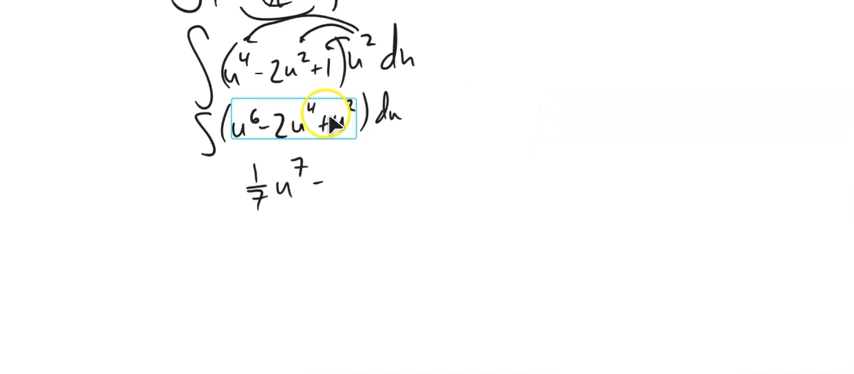 ∫(u⁴ - 2u² + 1)u² du
∫(u⁶ - 2u⁴ + u²) du
1/7 u⁷ -